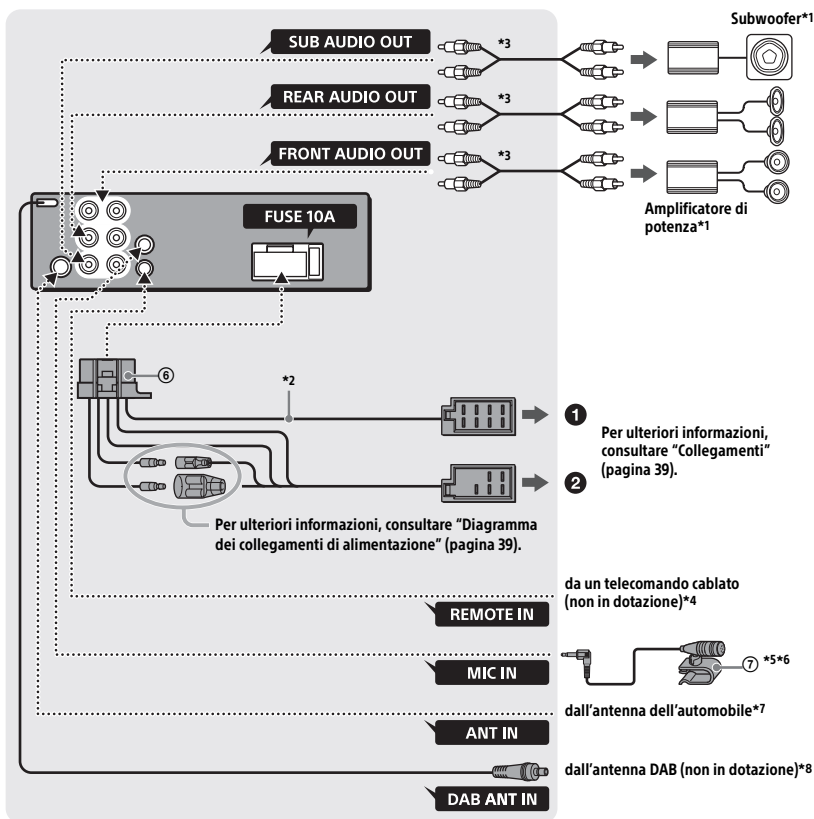 Subwoofer*1
SUB AUDIO OUT
*3
REAR AUDIO OUT
*3
FRONT AUDIO OUT
*3
Amplificatore di
potenza*1
FUSE 10A
⑥
*2
❶
Per ulteriori informazioni,
consultare “Collegamenti”
(pagina 39).
❷
Per ulteriori informazioni, consultare “Diagramma
dei collegamenti di alimentazione” (pagina 39).
da un telecomando cablato
(non in dotazione)*4
REMOTE IN
⑦ *5*6
MIC IN
dall’antenna dell’automobile*7
ANT IN
dall’antenna DAB (non in dotazione)*8
DAB ANT IN